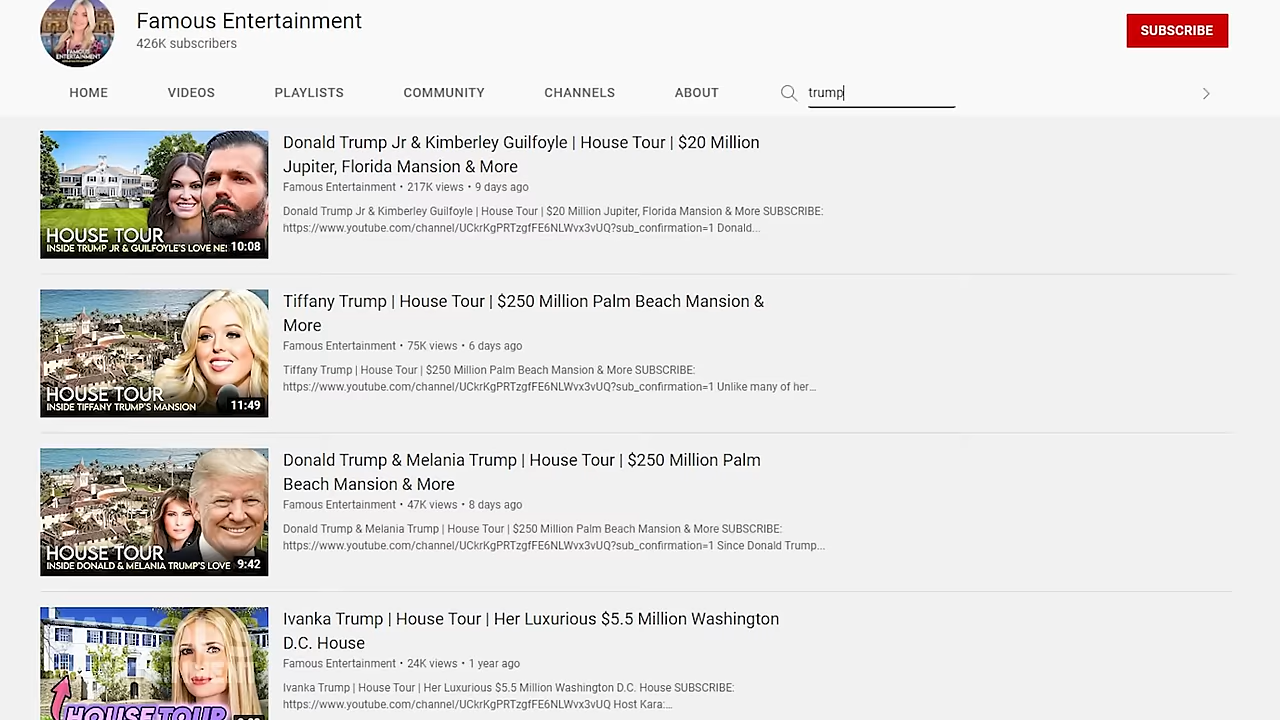 Famous Entertainment
426K subscribers
SUBSCRIBE
HOME VIDEOS PLAYLISTS COMMUNITY CHANNELS ABOUT trump
HOUSE TOUR
INSIDE TRUMP JR & GUILFOYLE'S LOVE NE
10:08
Donald Trump Jr & Kimberley Guilfoyle | House Tour | $20 Million
Jupiter, Florida Mansion & More
Famous Entertainment • 217K views • 9 days ago
Donald Trump Jr & Kimberley Guilfoyle | House Tour | $20 Million Jupiter, Florida Mansion & More SUBSCRIBE:
https://www.youtube.com/channel/UCkrKgPRTzgfFE6NLWvx3vUQ?sub_confirmation=1 Donald...
HOUSE TOUR
INSIDE TIFFANY TRUMP'S MANSION
11:49
Tiffany Trump | House Tour | $250 Million Palm Beach Mansion &
More
Famous Entertainment • 75K views • 6 days ago
Tiffany Trump | House Tour | $250 Million Palm Beach Mansion & More SUBSCRIBE:
https://www.youtube.com/channel/UCkrKgPRTzgfFE6NLWvx3vUQ?sub_confirmation=1 Unlike many of her...
HOUSE TOUR
INSIDE DONALD & MELANIA TRUMP'S LOVE
9:42
Donald Trump & Melania Trump | House Tour | $250 Million Palm
Beach Mansion & More
Famous Entertainment • 47K views • 8 days ago
Donald Trump & Melania Trump | House Tour | $250 Million Palm Beach Mansion & More SUBSCRIBE:
https://www.youtube.com/channel/UCkrKgPRTzgfFE6NLWvx3vUQ?sub_confirmation=1 Since Donald Trump...
HOUSE TOUR
Ivanka Trump | House Tour | Her Luxurious $5.5 Million Washington
D.C. House
Famous Entertainment • 24K views • 1 year ago
Ivanka Trump | House Tour | Her Luxurious $5.5 Million Washington D.C. House SUBSCRIBE:
https://www.youtube.com/channel/UCkrKgPRTzgfFE6NLWvx3vUQ Host Kara:...